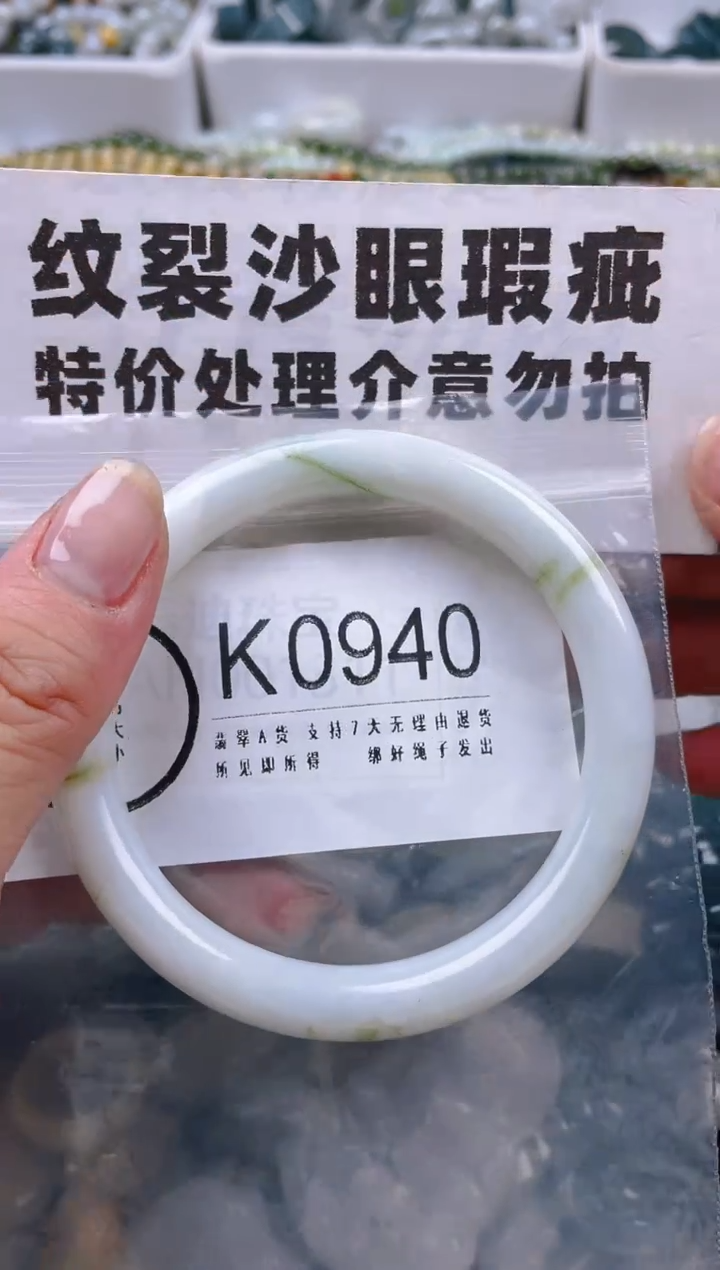 纹裂沙眼瑕疵
特价处理介意勿拍
K0940
翡翠A货 支持7天无理由退货
所见即所得 绑好绳子发出